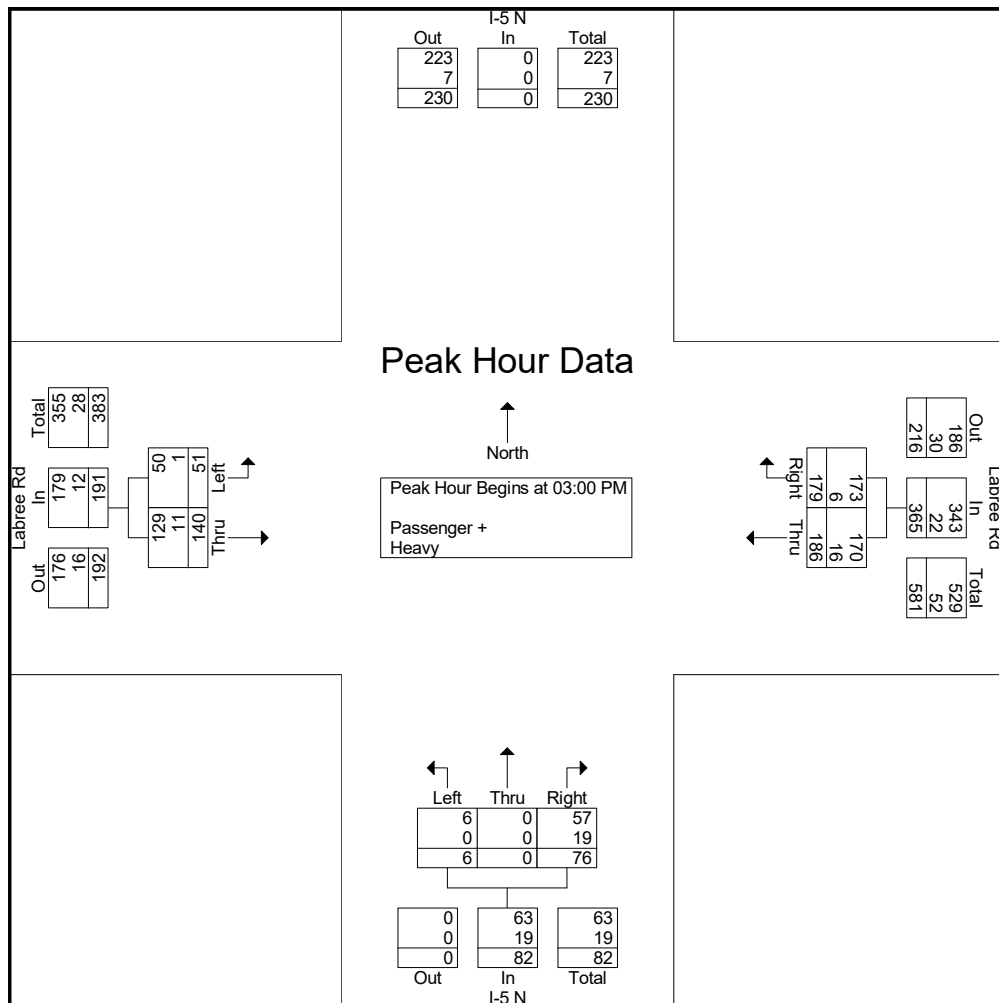 I-5 N
Out In Total
223 0 223
7 0 7
230 0 230
Peak Hour Data
North
Peak Hour Begins at 03:00 PM
Passenger +
Heavy
Labree Rd
Out In Total
192 191 383
16 12 28
176 179 355
Left Thru
51 140
1 11
50 129
Labree Rd
Out In Total
186 343 529
30 22 52
216 365 581
Right Thru
173 170
6 16
179 186
Left Thru Right
6 0 57
0 0 19
6 0 76
0 63 63
0 19 19
0 82 82
Out In Total
I-5 N